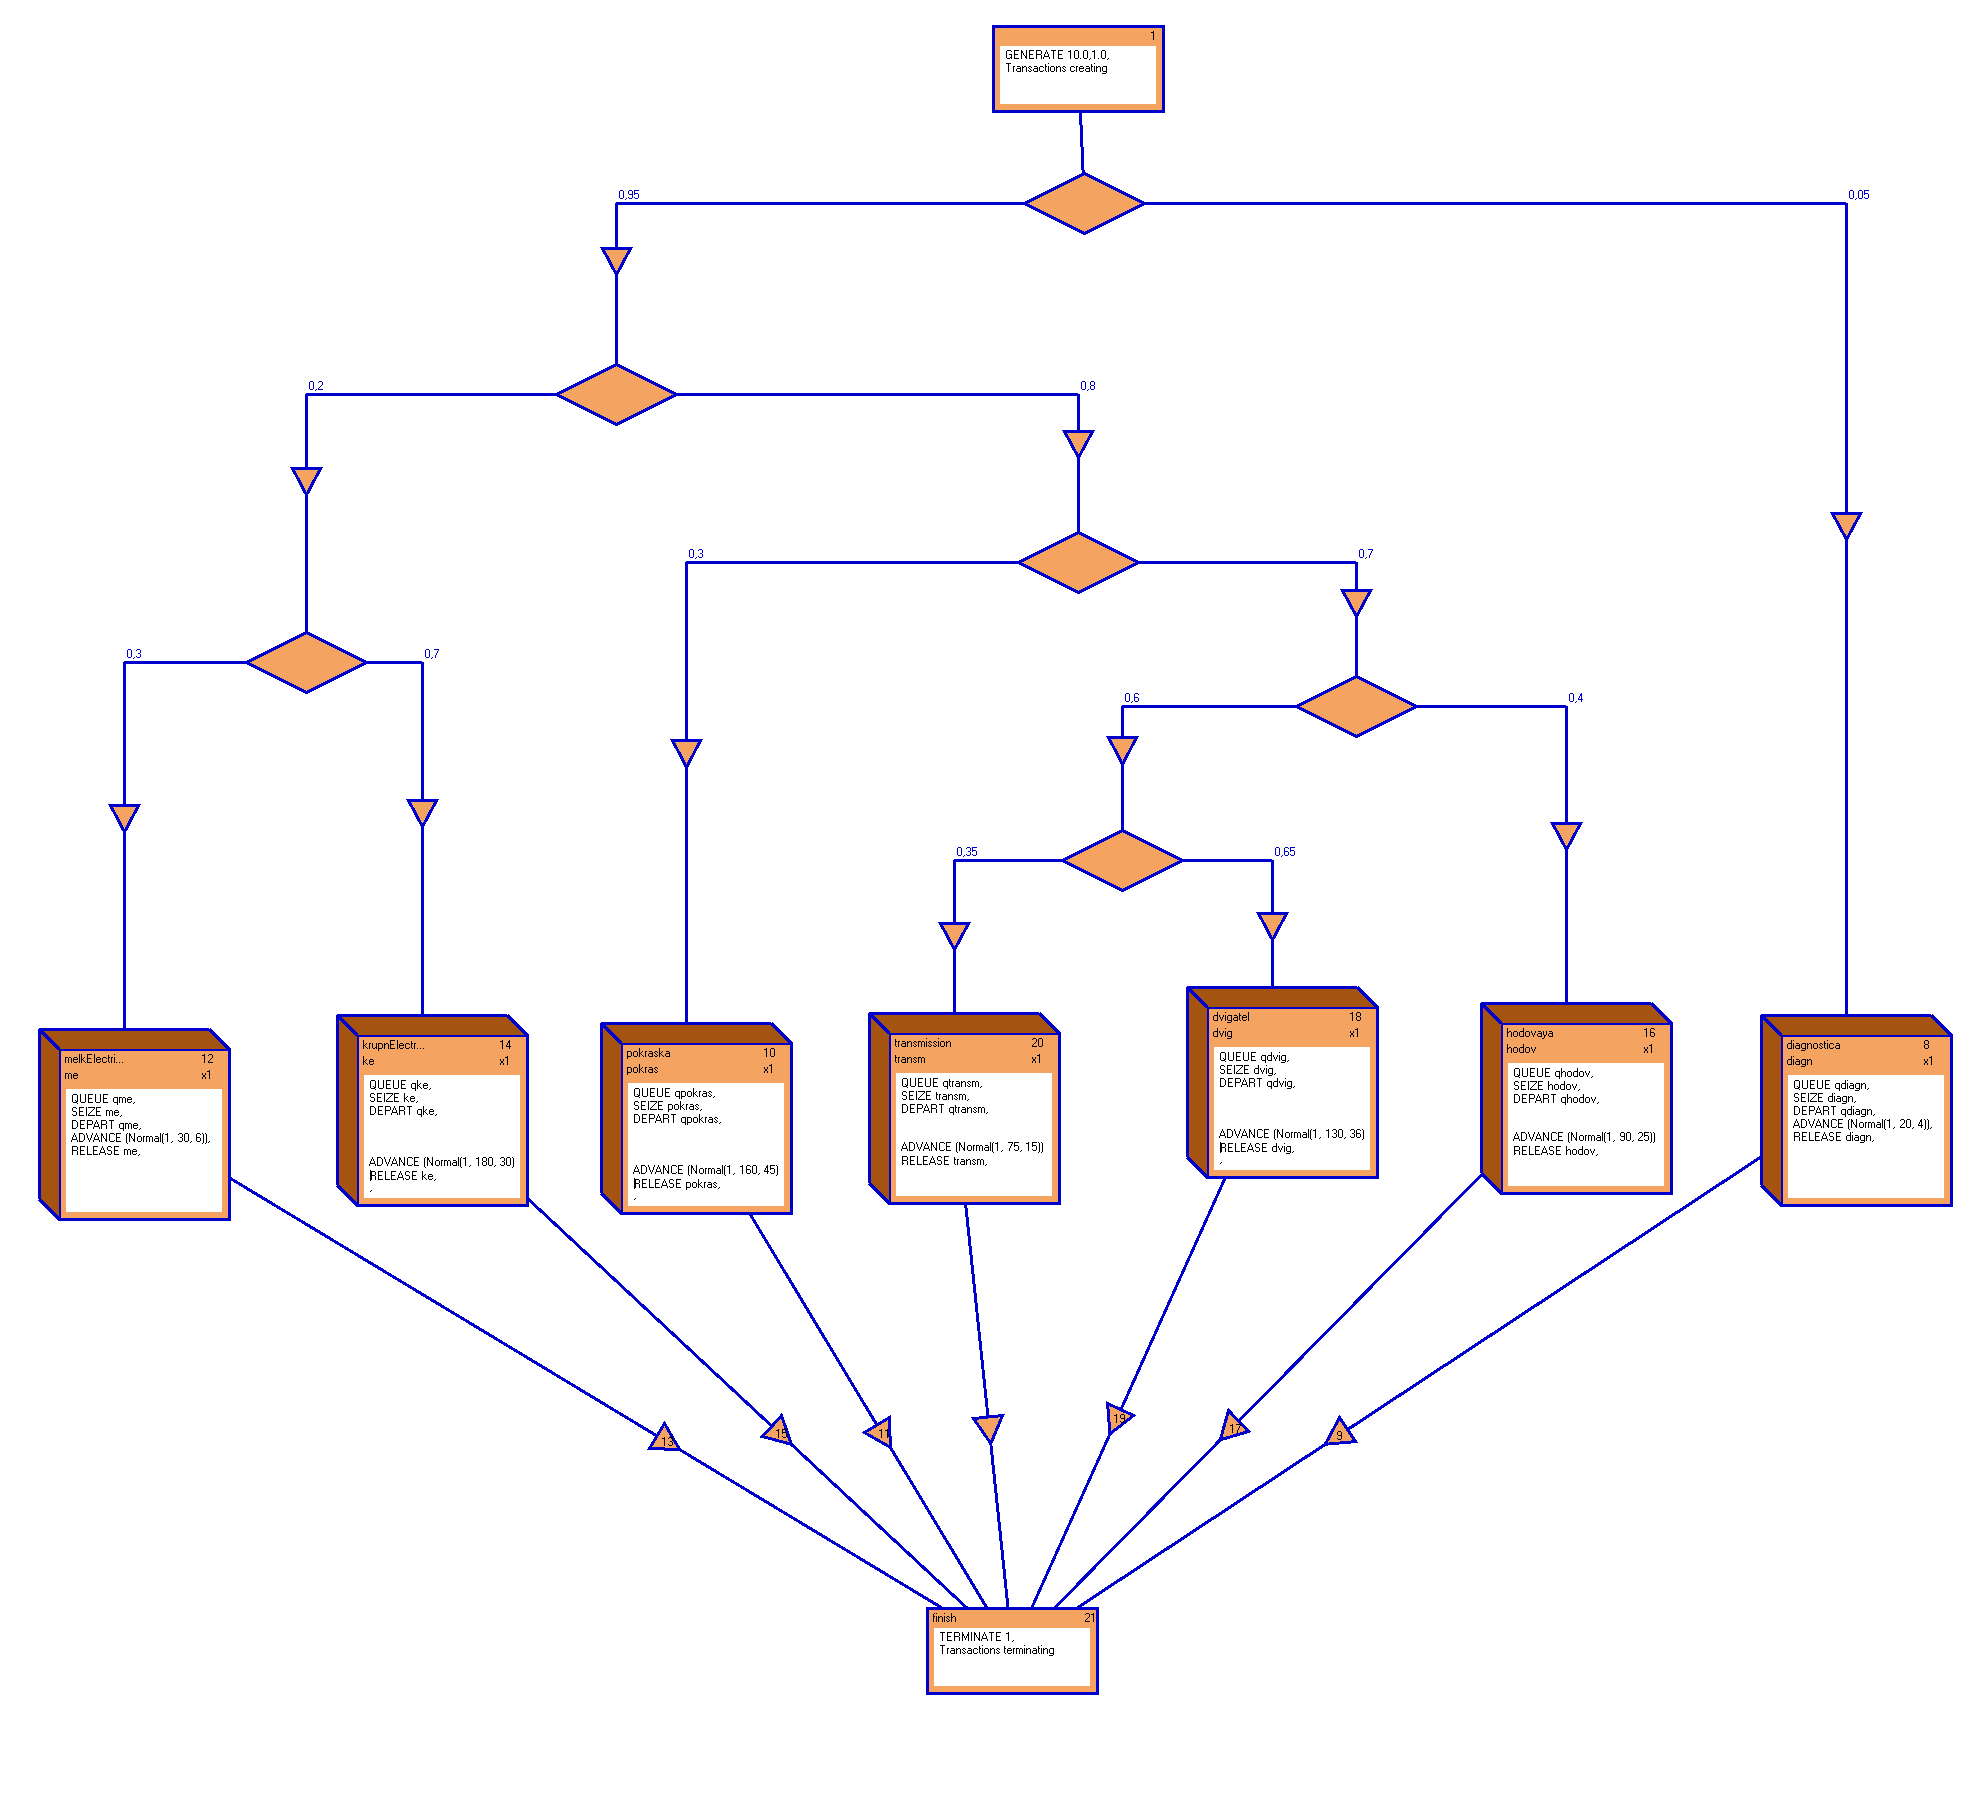 1
GENERATE 10.0,1.0,
Transactions creating
0,95
0,05
0,2
0,8
0,3
0,7
0,3
0,7
0,6
0,4
0,35
0,65
melkElectri... 12
me x1
QUEUE qme,
SEIZE me,
DEPART qme,
ADVANCE (Normal(1, 30, 6)),
RELEASE me,
krupnElectr... 14
ke x1
QUEUE qke,
SEIZE ke,
DEPART qke,
ADVANCE (Normal(1, 180, 30)
RELEASE ke,
,
pokraska 10
pokras x1
QUEUE qpokras,
SEIZE pokras,
DEPART qpokras,
ADVANCE (Normal(1, 160, 45)
RELEASE pokras,
,
transmission 20
transm x1
QUEUE qtransm,
SEIZE transm,
DEPART qtransm,
ADVANCE (Normal(1, 75, 15))
RELEASE transm,
dvigatel 18
dvig x1
QUEUE qdvig,
SEIZE dvig,
DEPART qdvig,
ADVANCE (Normal(1, 130, 36)
RELEASE dvig,
,
hodovaya 16
hodov x1
QUEUE qhodov,
SEIZE hodov,
DEPART qhodov,
ADVANCE (Normal(1, 90, 25))
RELEASE hodov,
diagnostica 8
diagn x1
QUEUE qdiagn,
SEIZE diagn,
DEPART qdiagn,
ADVANCE (Normal(1, 20, 4)),
RELEASE diagn,
13
15
11
19
17
9
finish 21
TERMINATE 1,
Transactions terminating